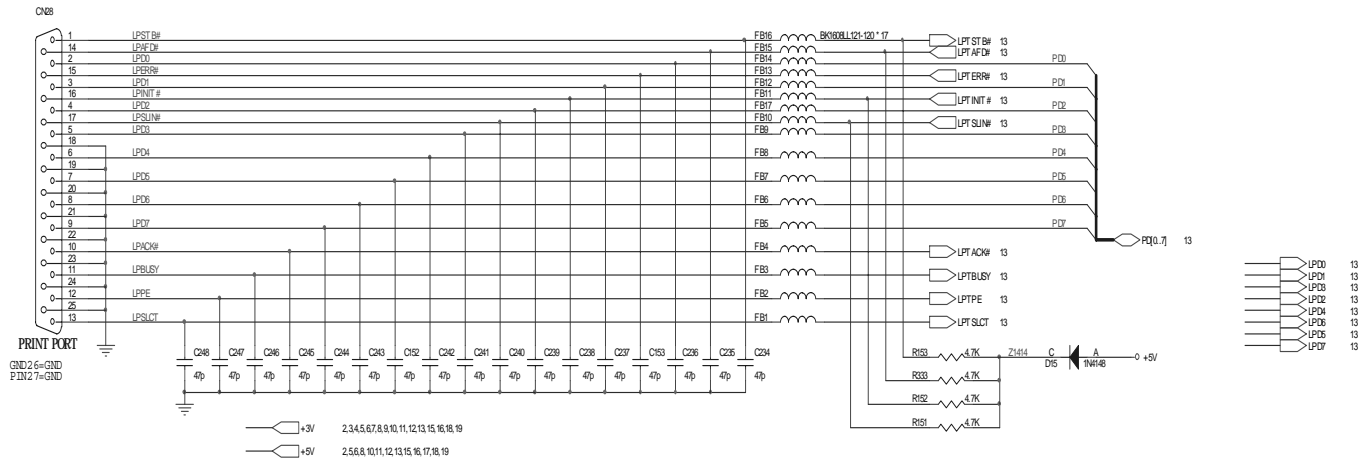 CN28
1 LPSTB# FB16 BK1608LL121-120 * 17 LPTSTB# 13
14 LPAFD# FB15 LPTAFD# 13
2 LPD0 FB14 PD0
15 LPERR# FB13 LPTERR# 13
3 LPD1 FB12 PD1
16 LPINIT# FB11 LPTINIT# 13
4 LPD2 FB17 PD2
17 LPSLIN# FB10 LPTSLIN# 13
5 LPD3 FB9 PD3
18
6 LPD4 FB8 PD4
19
7 LPD5 FB7 PD5
20
8 LPD6 FB6 PD6
21
9 LPD7 FB5 PD7
22
PD[0..7] 13
10 LPACK# FB4 LPTACK# 13
23
11 LPBUSY FB3 LPTBUSY 13
24
12 LPPE FB2 LPTPE 13
25
13 LPSLCT FB1 LPTSLCT 13
LPD0 13
LPD1 13
LPD3 13
LPD2 13
LPD4 13
LPD6 13
LPD5 13
LPD7 13
PRINT PORT
GND26=GND
PIN27=GND
C248 C247 C246 C245 C244 C243 C152 C242 C241 C240 C239 C238 C237 C153 C236 C235 C234
47p 47p 47p 47p 47p 47p 47p 47p 47p 47p 47p 47p 47p 47p 47p 47p 47p
R153 4.7K Z1414 C A +5V
D15 1N4148
R333 4.7K
R152 4.7K
R151 4.7K
+3V 2,3,4,5,6,7,8,9,10,11,12,13,15,16,18,19
+5V 2,5,6,8,10,11,12,13,15,16,17,18,19